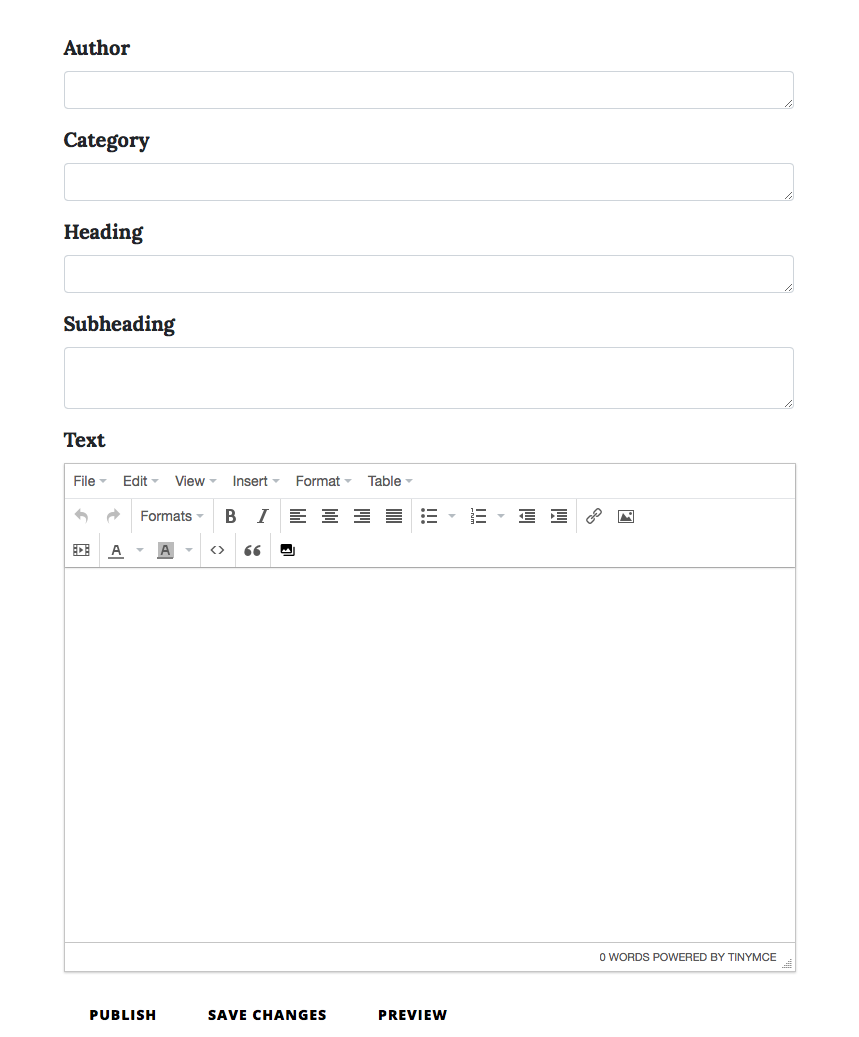 Author
Category
Heading
Subheading
Text
File Edit View Insert Format Table
Formats B I
A A <>
0 WORDS POWERED BY TINYMCE
PUBLISH SAVE CHANGES PREVIEW